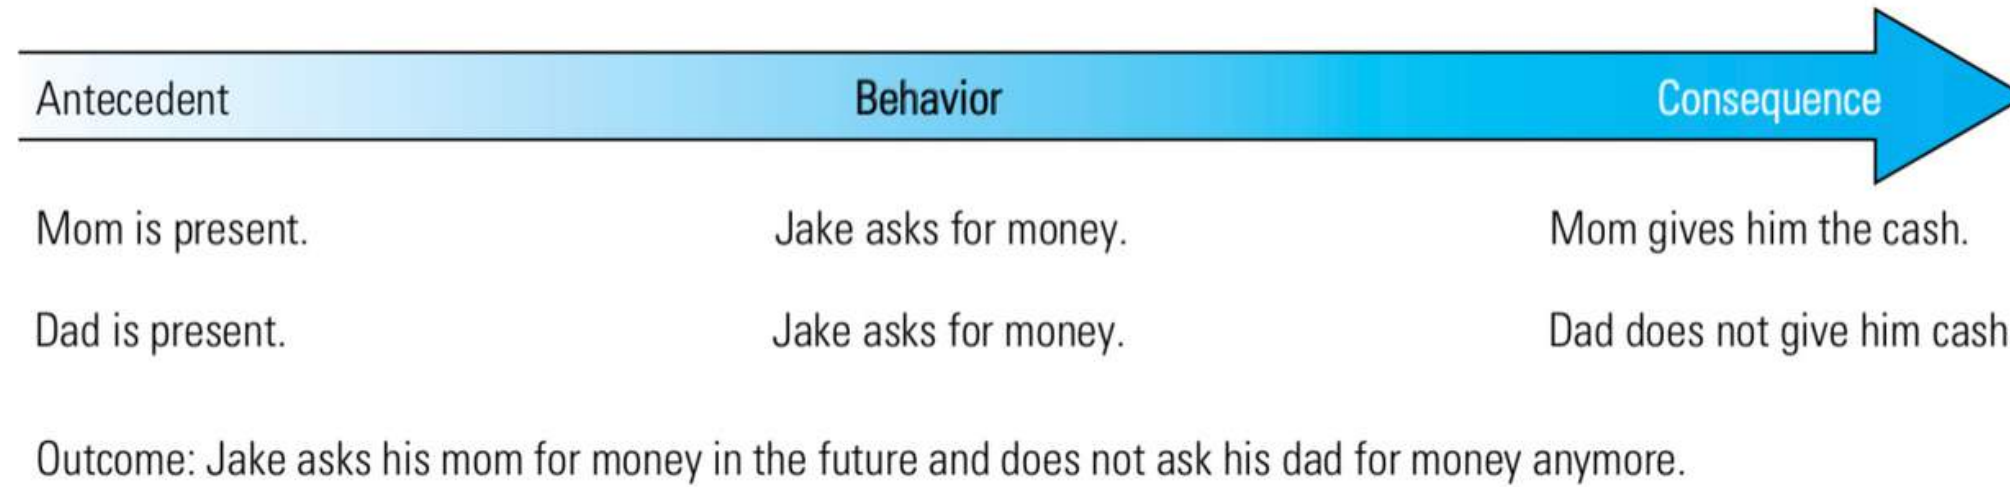 Antecedent Behavior Consequence
Mom is present. Jake asks for money. Mom gives him the cash.
Dad is present. Jake asks for money. Dad does not give him cash
Outcome: Jake asks his mom for money in the future and does not ask his dad for money anymore.